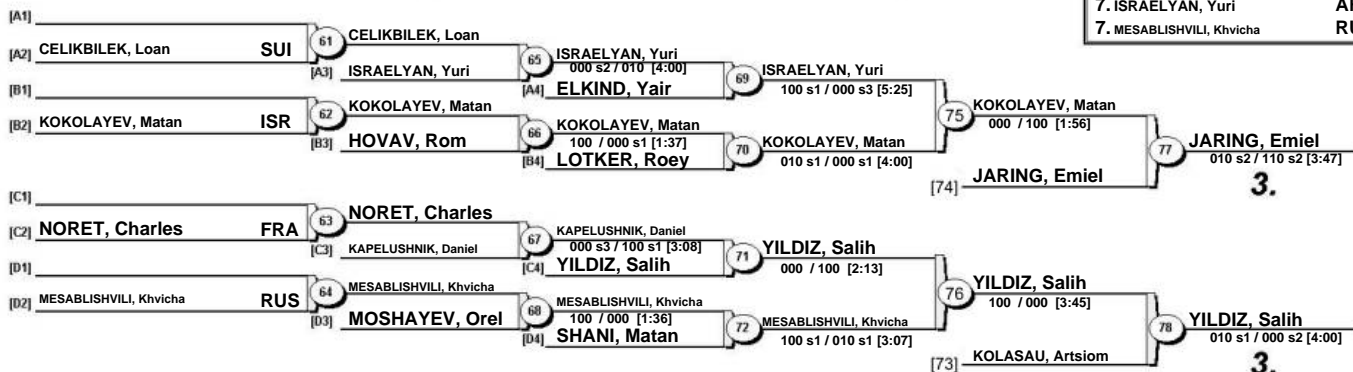 7. ISRAELYAN, Yuri
7. MESABLISHVILI, Khvicha
[A1]
[A2] CELIKBILEK, Loan SUI
61 CELIKBILEK, Loan
[A3] ISRAELYAN, Yuri
65 ISRAELYAN, Yuri
000 s2 / 010 [4:00]
[A4] ELKIND, Yair
69 ISRAELYAN, Yuri
100 s1 / 000 s3 [5:25]
[B1]
[B2] KOKOLAYEV, Matan ISR
62 KOKOLAYEV, Matan
[B3] HOVAV, Rom
66 KOKOLAYEV, Matan
100 / 000 s1 [1:37]
[B4] LOTKER, Roey
70 KOKOLAYEV, Matan
010 s1 / 000 s1 [4:00]
75 KOKOLAYEV, Matan
000 / 100 [1:56]
[74] JARING, Emiel
77 JARING, Emiel
010 s2 / 110 s2 [3:47]
3.
[C1]
[C2] NORET, Charles FRA
63 NORET, Charles
[C3] KAPELUSHNIK, Daniel
67 KAPELUSHNIK, Daniel
000 s3 / 100 s1 [3:08]
[C4] YILDIZ, Salih
71 YILDIZ, Salih
000 / 100 [2:13]
[D1]
[D2] MESABLISHVILI, Khvicha RUS
64 MESABLISHVILI, Khvicha
[D3] MOSHAYEV, Orel
68 MESABLISHVILI, Khvicha
100 / 000 [1:36]
[D4] SHANI, Matan
72 MESABLISHVILI, Khvicha
100 s1 / 010 s1 [3:07]
76 YILDIZ, Salih
100 / 000 [3:45]
[73] KOLASAU, Artsiom
78 YILDIZ, Salih
010 s1 / 000 s2 [4:00]
3.